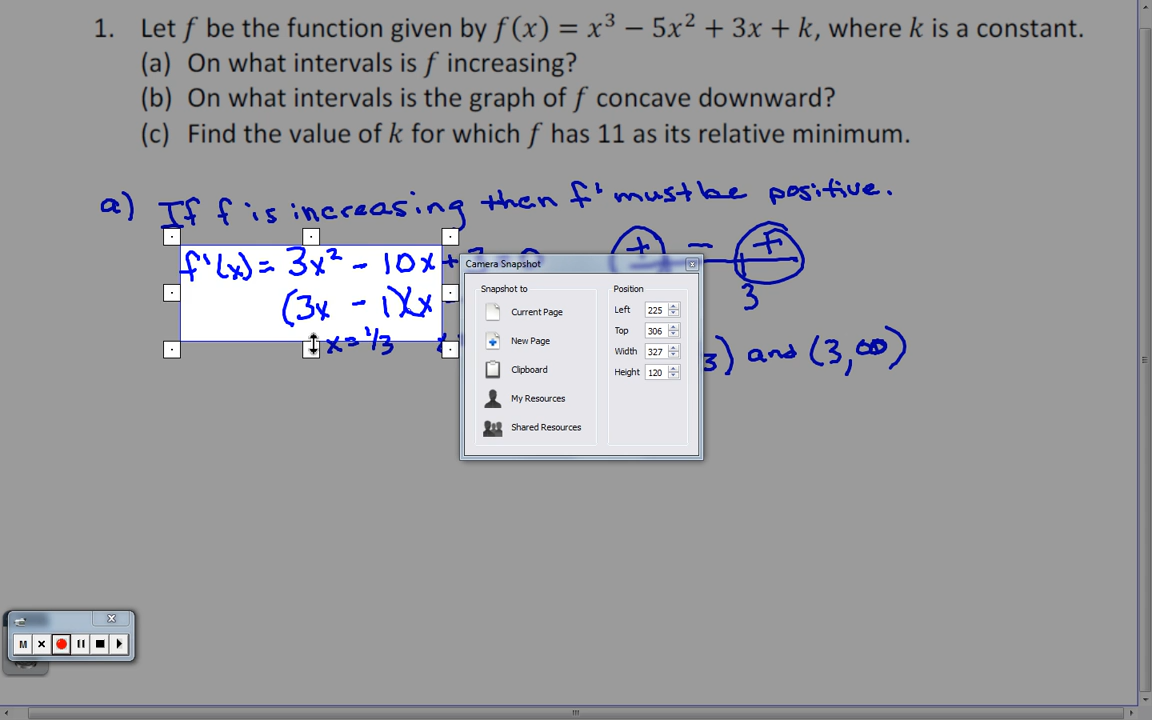 1. Let f be the function given by f(x) = x³ − 5x² + 3x + k, where k is a constant.
(a) On what intervals is f increasing?
(b) On what intervals is the graph of f concave downward?
(c) Find the value of k for which f has 11 as its relative minimum.
a) If f is increasing then f' must be positive.
f'(x) = 3x² - 10x +
+ - +
3
(3x - 1)(x
x = 1/3
3) and (3, ∞)
Camera Snapshot
Snapshot to
Current Page
New Page
Clipboard
My Resources
Shared Resources
Position
Left 225
Top 306
Width 327
Height 120
M